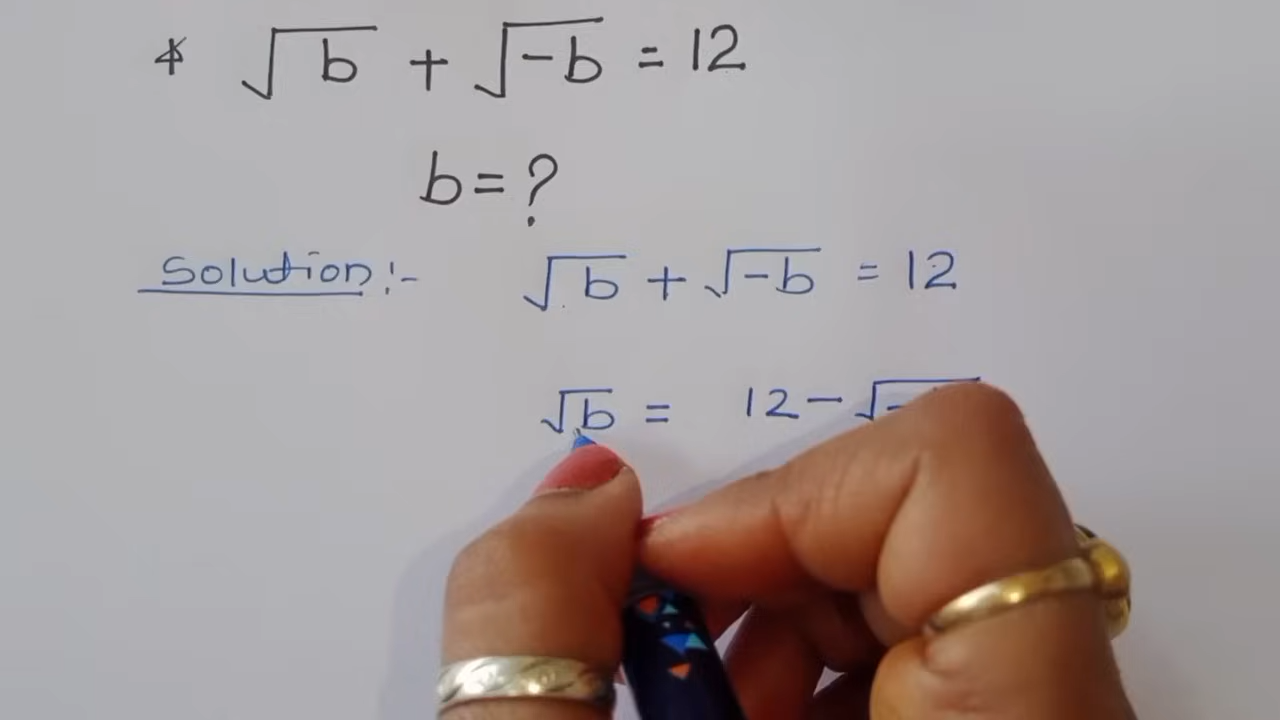 * √b + √-b = 12
b = ?
Solution :- √b + √-b = 12
√b = 12 - √-